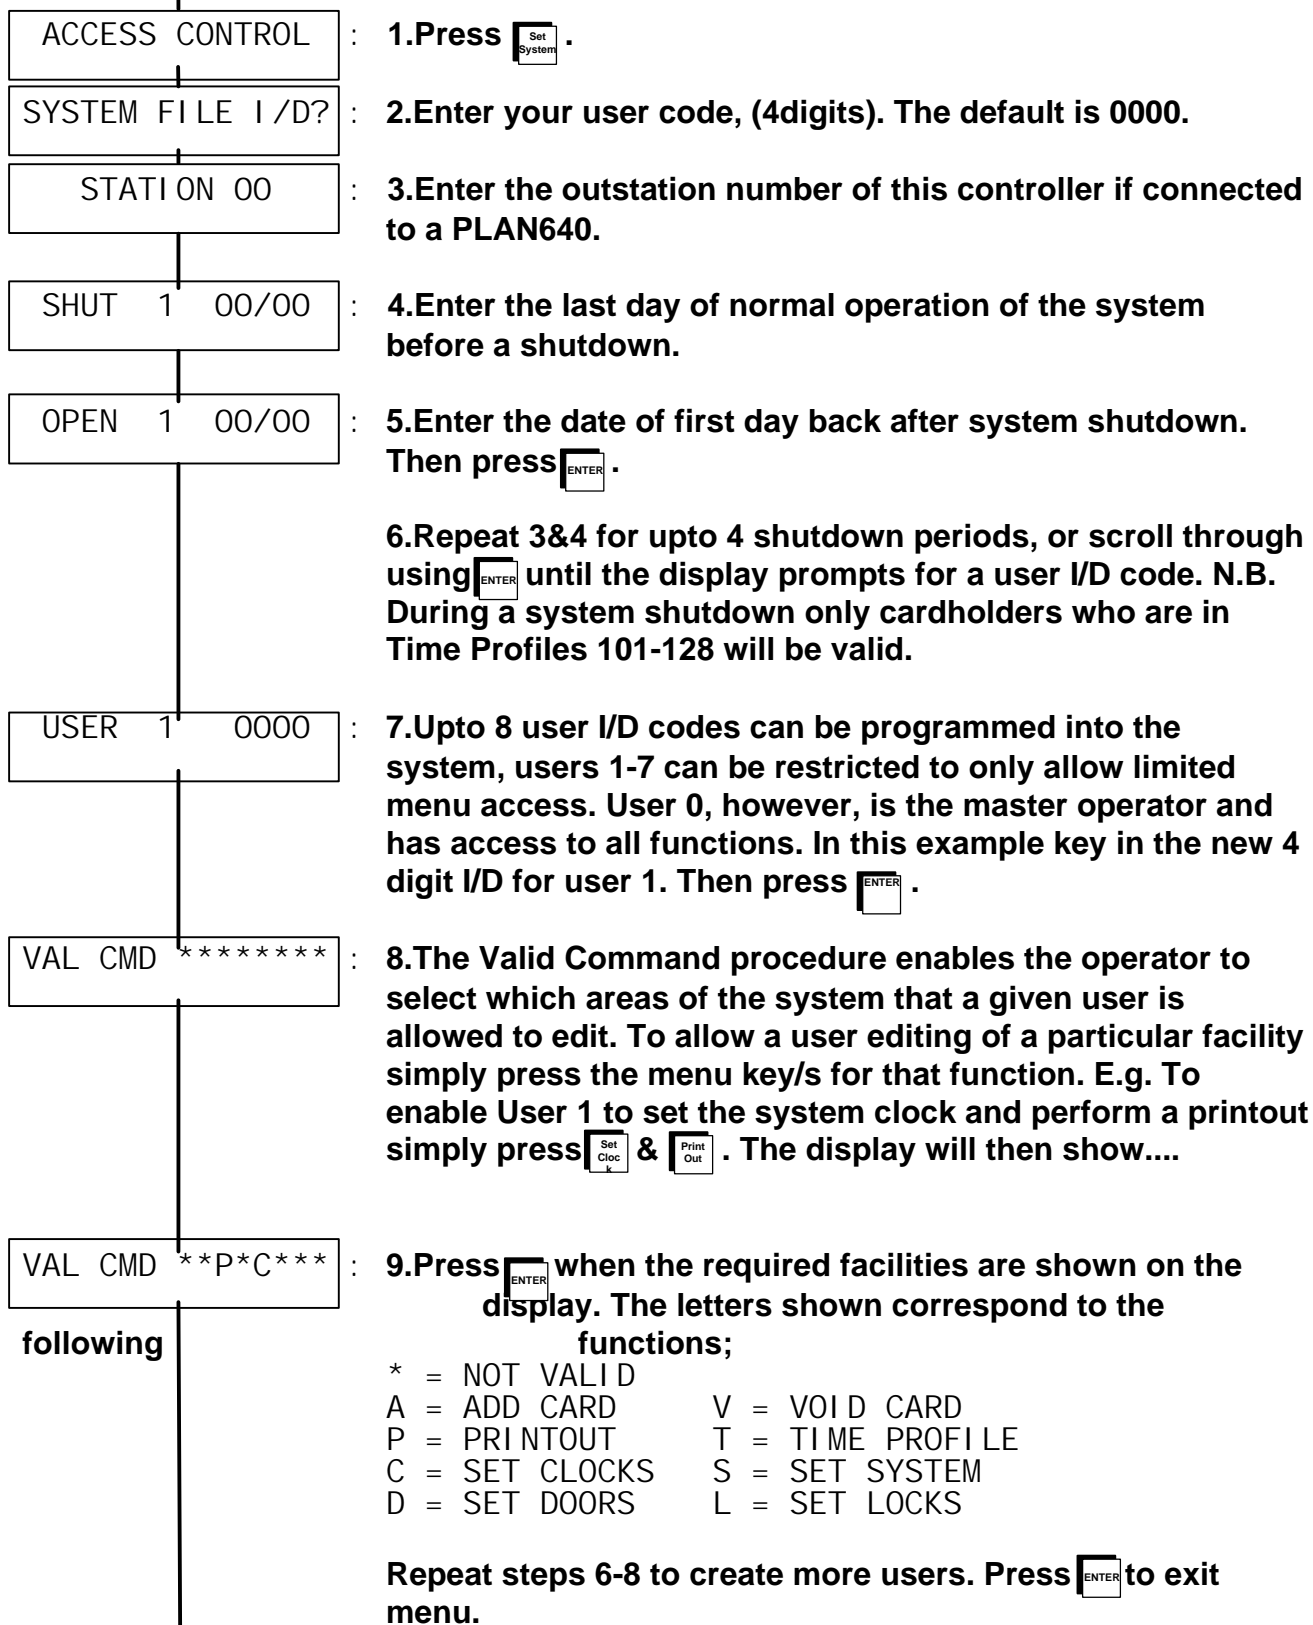 ACCESS CONTROL : 1.Press Set System .
SYSTEM FILE I/D? : 2.Enter your user code, (4digits). The default is 0000.
STATION 00 : 3.Enter the outstation number of this controller if connected
to a PLAN640.
SHUT 1 00/00 : 4.Enter the last day of normal operation of the system
before a shutdown.
OPEN 1 00/00 : 5.Enter the date of first day back after system shutdown.
Then press ENTER .
6.Repeat 3&4 for upto 4 shutdown periods, or scroll through
using ENTER until the display prompts for a user I/D code. N.B.
During a system shutdown only cardholders who are in
Time Profiles 101-128 will be valid.
USER 1 0000 : 7.Upto 8 user I/D codes can be programmed into the
system, users 1-7 can be restricted to only allow limited
menu access. User 0, however, is the master operator and
has access to all functions. In this example key in the new 4
digit I/D for user 1. Then press ENTER .
VAL CMD ******** : 8.The Valid Command procedure enables the operator to
select which areas of the system that a given user is
allowed to edit. To allow a user editing of a particular facility
simply press the menu key/s for that function. E.g. To
enable User 1 to set the system clock and perform a printout
simply press Set Cloc k & Print Out . The display will then show....
VAL CMD **P*C*** : 9.Press ENTER when the required facilities are shown on the
display. The letters shown correspond to the
following functions;
* = NOT VALID
A = ADD CARD V = VOID CARD
P = PRINTOUT T = TIME PROFILE
C = SET CLOCKS S = SET SYSTEM
D = SET DOORS L = SET LOCKS
Repeat steps 6-8 to create more users. Press ENTER to exit
menu.